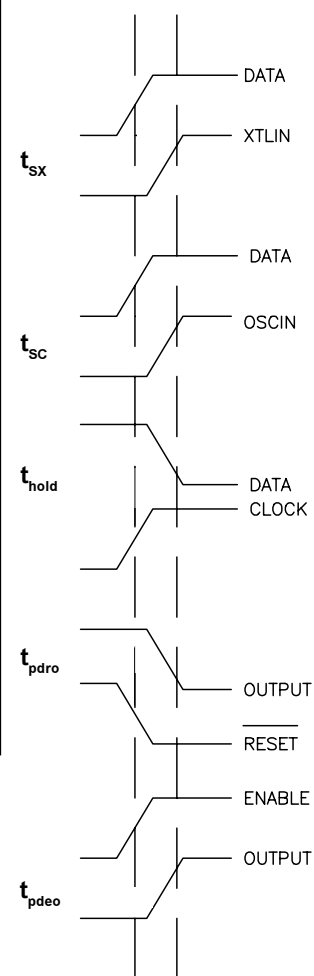 DATA
XTLIN
tSX
DATA
OSCIN
tSC
thold
DATA
CLOCK
tpdro
OUTPUT
RESET
ENABLE
OUTPUT
tpdeo